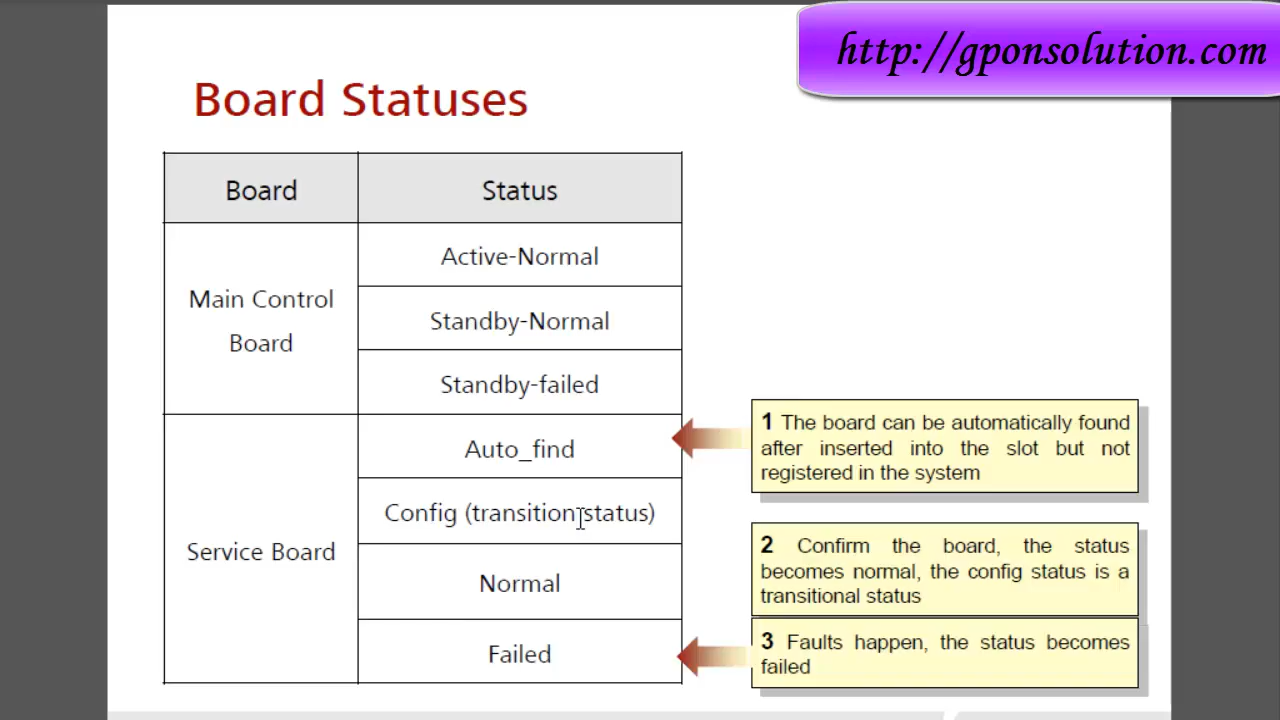 http://gponsolution.com
Board Statuses
Board
Status
Main Control
Board
Active-Normal
Standby-Normal
Standby-failed
Service Board
Auto_find
Config (transition status)
Normal
Failed
1 The board can be automatically found
after inserted into the slot but not
registered in the system
2 Confirm the board, the status
becomes normal, the config status is a
transitional status
3 Faults happen, the status becomes
failed